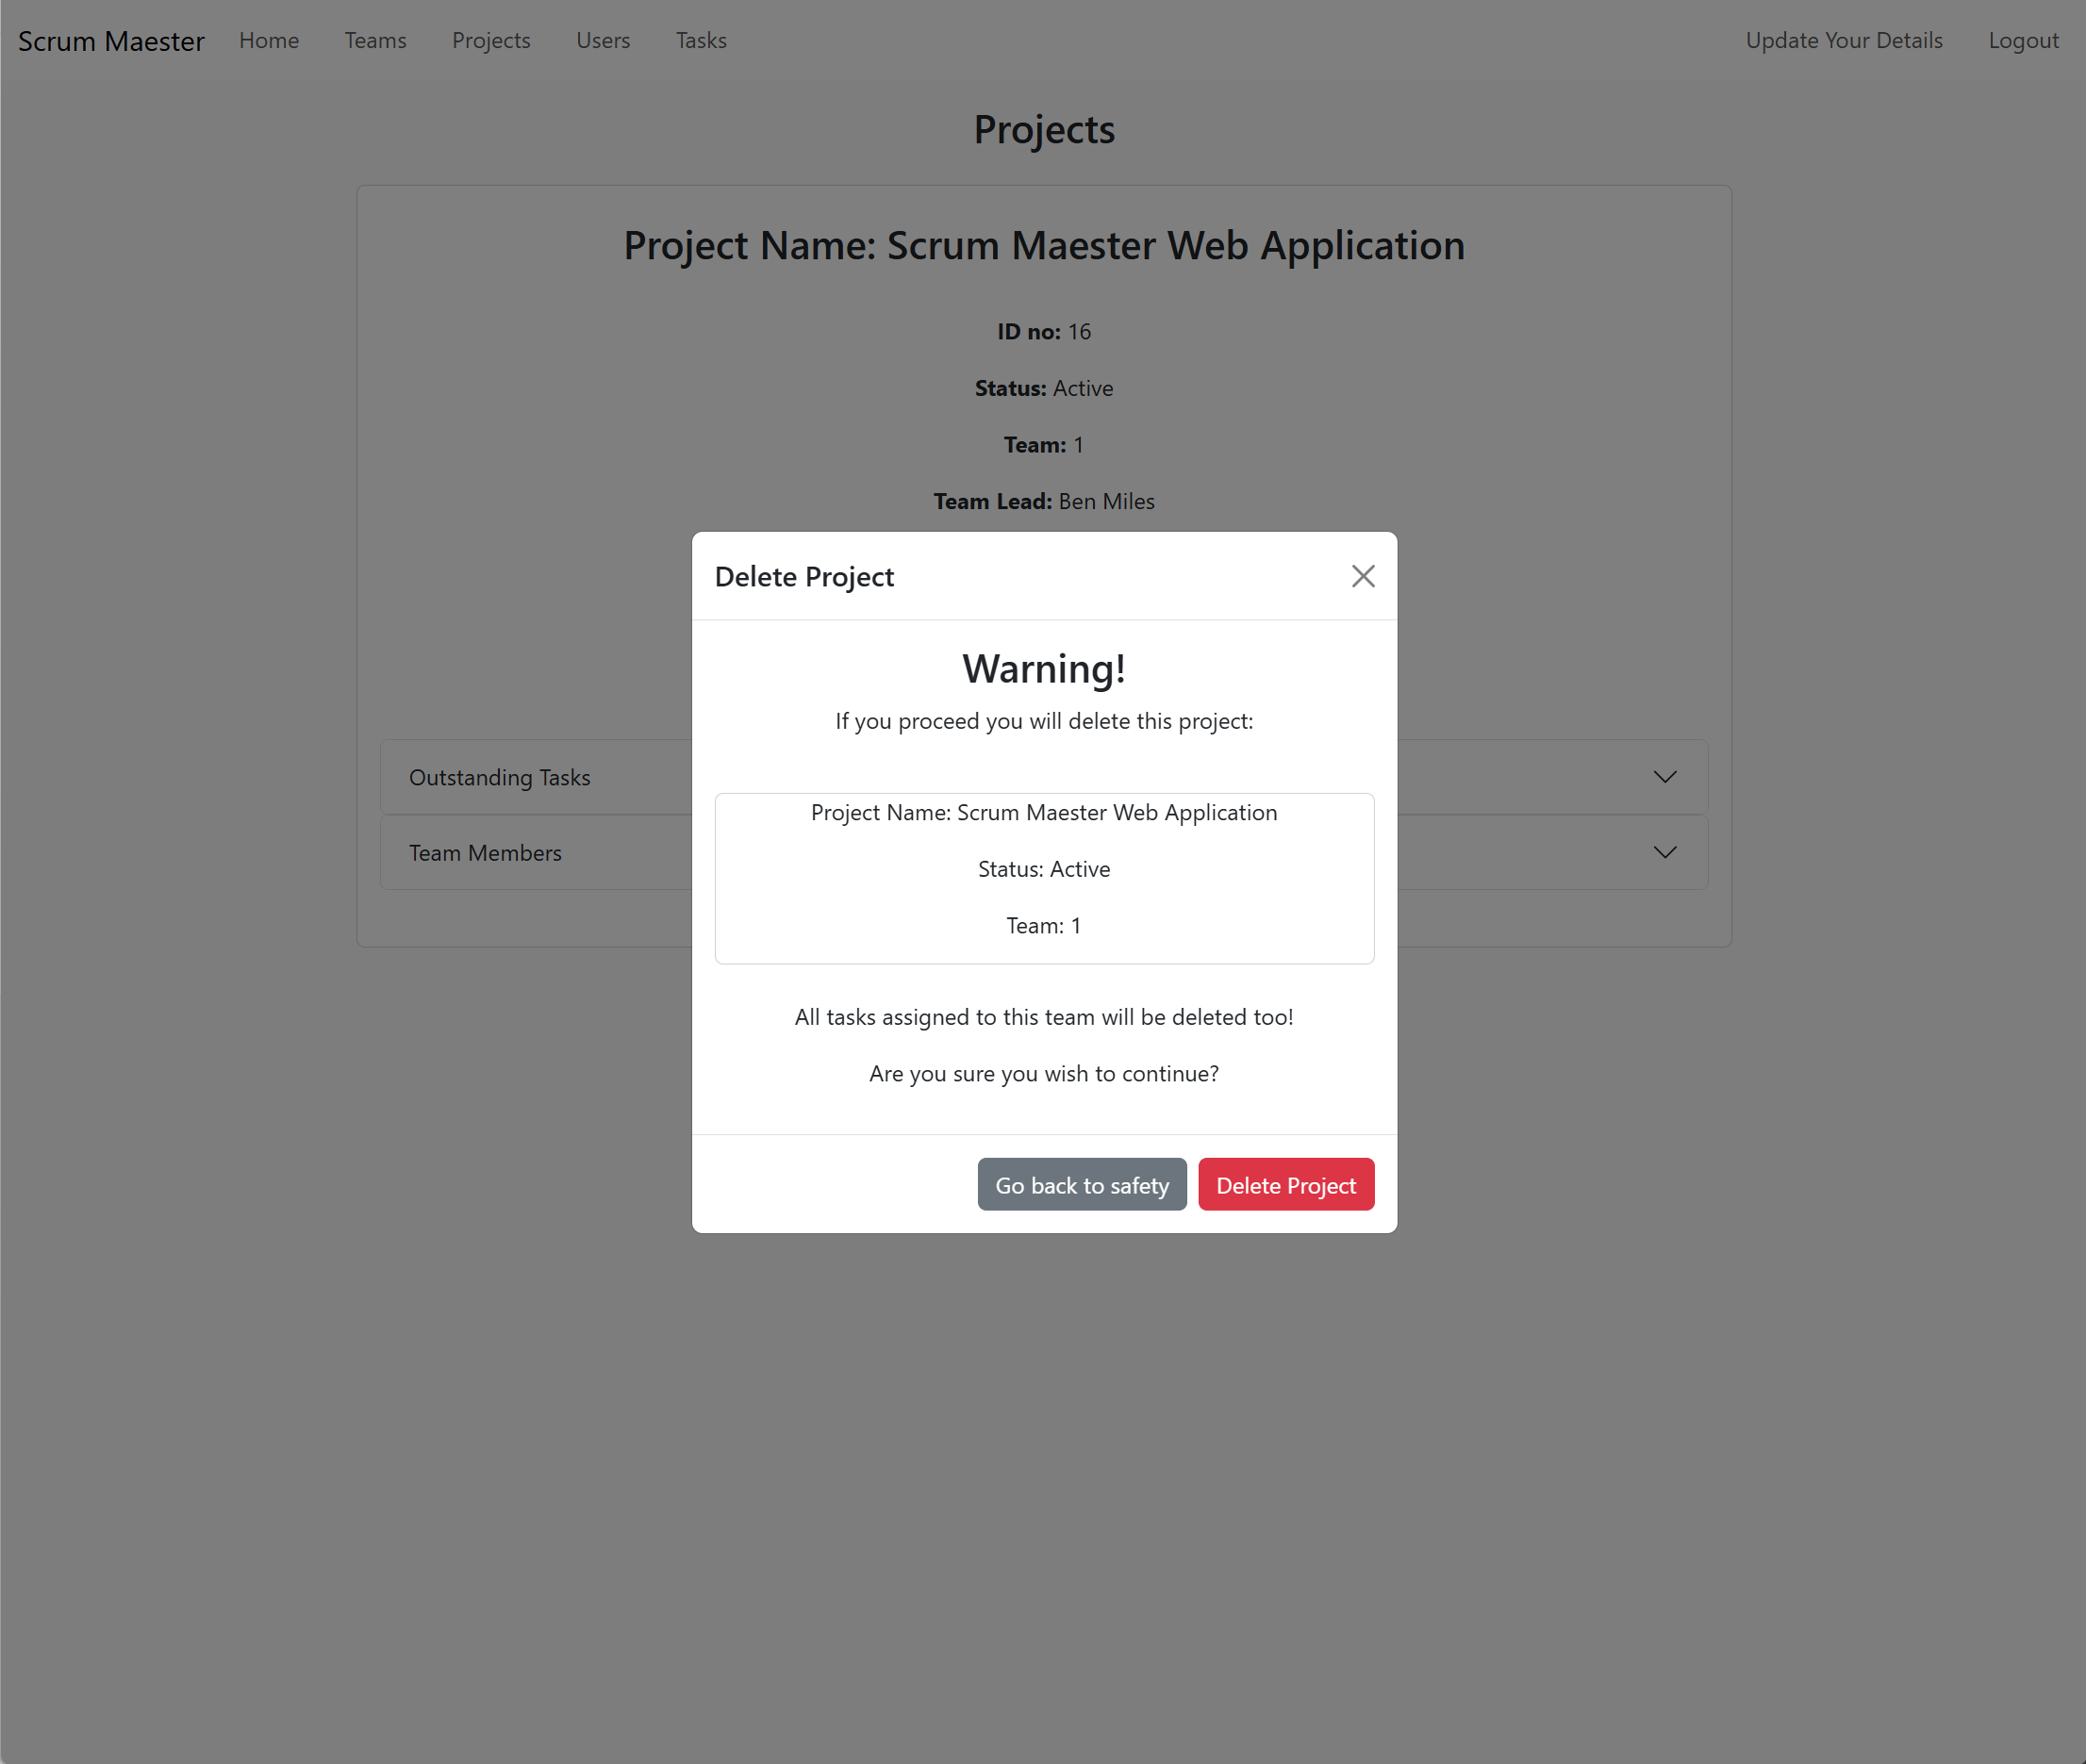 Scrum Maester Home Teams Projects Users Tasks Update Your Details Logout
Projects
Project Name: Scrum Maester Web Application
ID no: 16
Status: Active
Team: 1
Team Lead: Ben Miles
Delete Project
Warning!
If you proceed you will delete this project:
Project Name: Scrum Maester Web Application
Status: Active
Team: 1
All tasks assigned to this team will be deleted too!
Are you sure you wish to continue?
Go back to safety Delete Project
Outstanding Tasks
Team Members